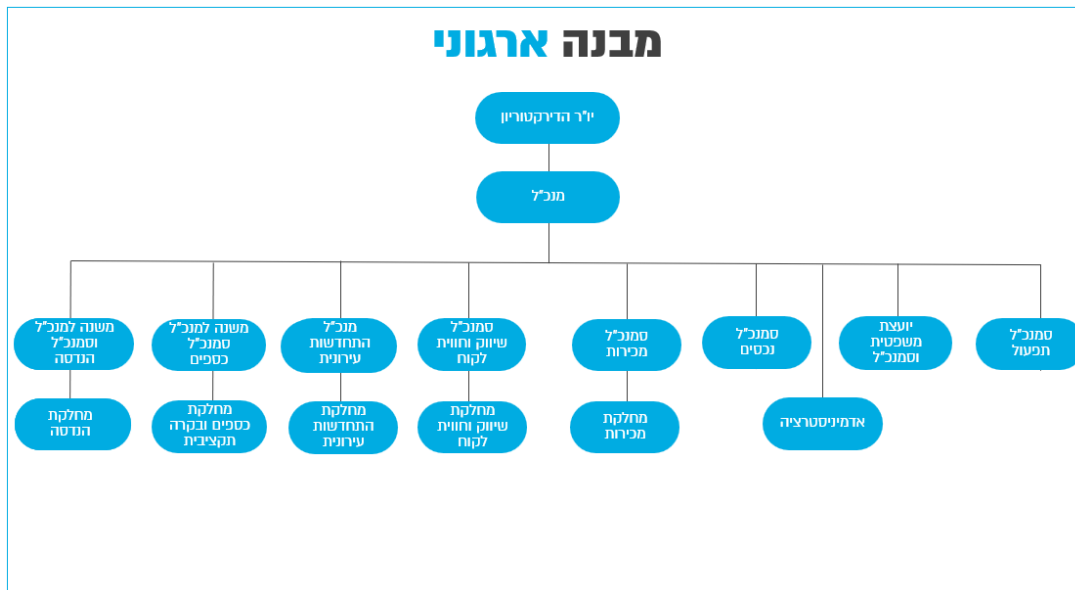 מבנה ארגוני
יו"ר הדירקטוריון
מנכ"ל
סמנכ"ל
תפעול
יועצת
משפטית
וסמנכ"ל
סמנכ"ל
נכסים
סמנכ"ל
מכירות
סמנכ"ל
שיווק וחווית
לקוח
מנכ"ל
התחדשות
עירונית
משנה למנכ"ל
סמנכ"ל
כספים
משנה למנכ"ל
וסמנכ"ל
הנדסה
אדמיניסטרציה
מחלקת
מכירות
מחלקת
שיווק וחווית
לקוח
מחלקת
התחדשות
עירונית
מחלקת
כספים ובקרה
תקציבית
מחלקת
הנדסה